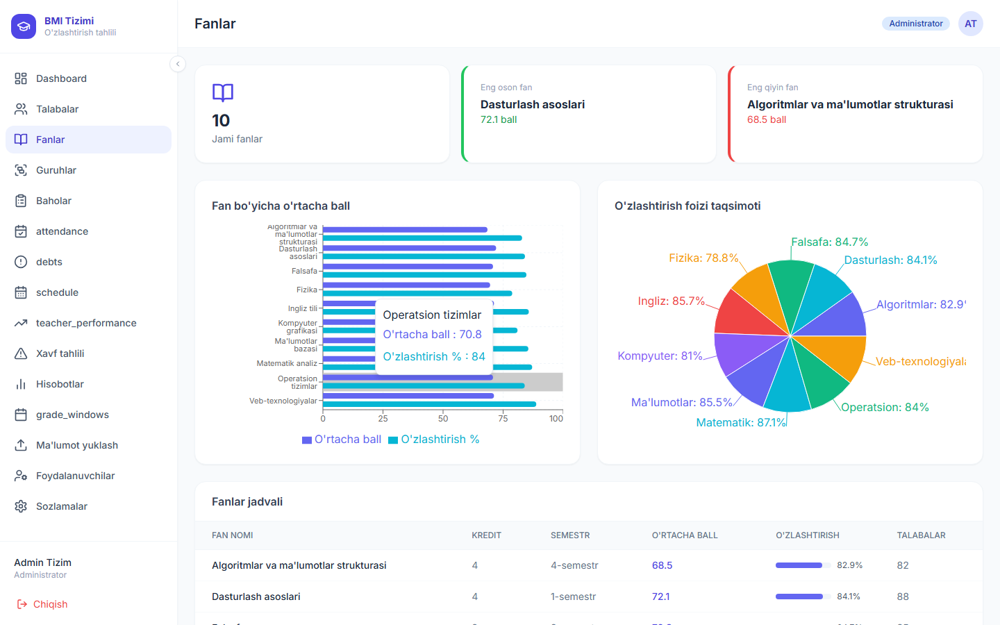 BMI Tizimi
O'zlashtirish tahlili
Dashboard
Talabalar
Fanlar
Guruhlar
Baholar
attendance
debts
schedule
teacher_performance
Xavf tahlili
Hisobotlar
grade_windows
Ma'lumot yuklash
Foydalanuvchilar
Sozlamalar
Admin Tizim
Administrator
Chiqish
Fanlar
Administrator
AT
10
Jami fanlar
Eng oson fan
Dasturlash asoslari
72.1 ball
Eng qiyin fan
Algoritmlar va ma'lumotlar strukturasi
68.5 ball
Fan bo'yicha o'rtacha ball
Algoritmlar va
ma'lumotlar
strukturasi
Dasturlash
asoslari
Falsafa
Fizika
Ingliz tili
Kompyuter
grafikasi
Ma'lumotlar
bazasi
Matematik analiz
Operatsion
tizimlar
Veb-texnologiyalar
0 25 50 75 100
Operatsion tizimlar
O'rtacha ball : 70.8
O'zlashtirish % : 84
O'rtacha ball O'zlashtirish %
O'zlashtirish foizi taqsimoti
Falsafa: 84.7%
Fizika: 78.8%
Dasturlash: 84.1%
Ingliz: 85.7%
Algoritmlar: 82.9
Kompyuter: 81%
Veb-texnologiyala
Ma'lumotlar: 85.5%
Operatsion: 84%
Matematik: 87.1%
Fanlar jadvali
FAN NOMI KREDIT SEMESTR O'RTACHA BALL O'ZLASHTIRISH TALABALAR
Algoritmlar va ma'lumotlar strukturasi 4 4-semestr 68.5 82.9% 82
Dasturlash asoslari 4 1-semestr 72.1 84.1% 88